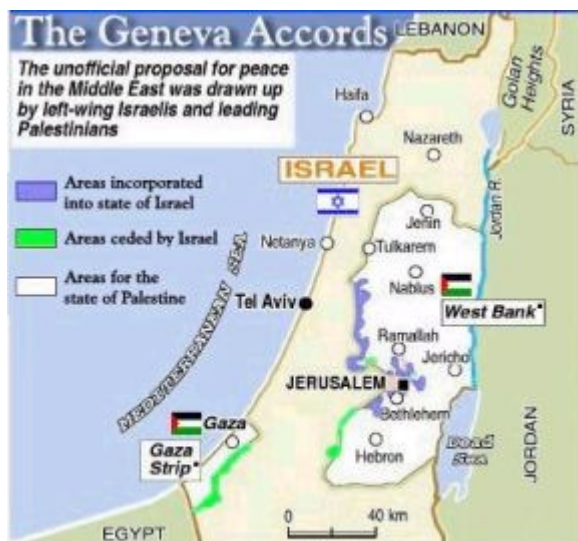 The Geneva Accords
The unofficial proposal for peace
in the Middle East was drawn up
by left-wing Israelis and leading
Palestinians
LEBANON
Golan
Heights
SYRIA
Haifa
Nazareth
ISRAEL
Areas incorporated
into state of Israel
Areas ceded by Israel
Areas for the
state of Palestine
Jordan R.
Jenin
Netanya
Tulkarem
Nablus
West Bank*
MEDITERRANEAN SEA
Tel Aviv
Ramallah
Jericho
JERUSALEM
Bethlehem
Gaza
Gaza
Strip*
Hebron
Dead
Sea
JORDAN
EGYPT
0 40 km